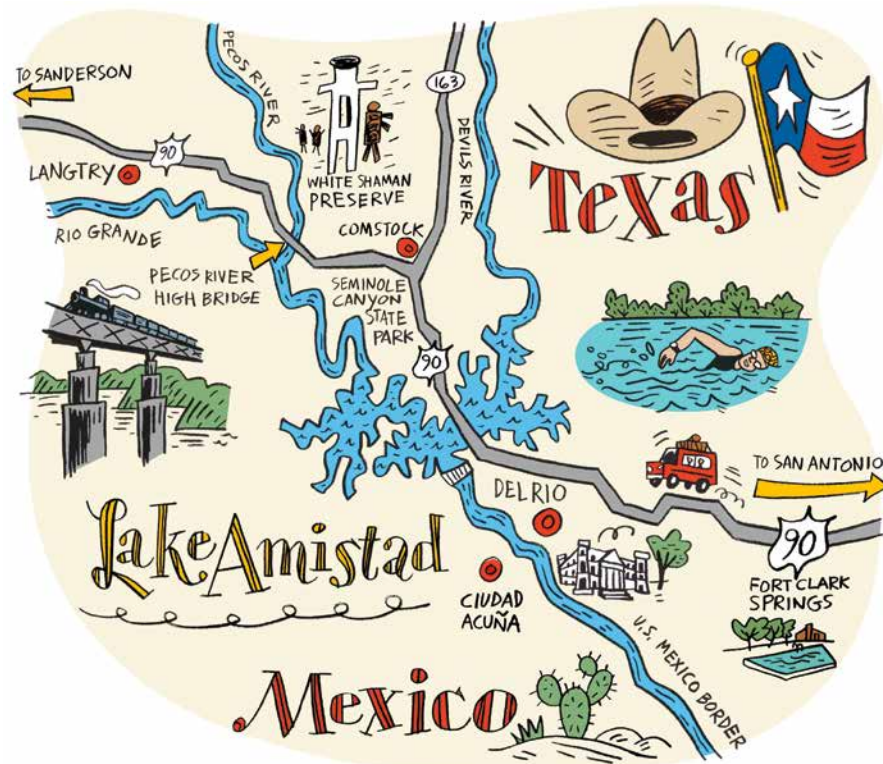 TO SANDERSON
PECOS RIVER
163
DEVILS RIVER
Texas
90
LANGTRY
WHITE SHAMAN
PRESERVE
RIO GRANDE
COMSTOCK
PECOS RIVER
HIGH BRIDGE
SEMINOLE
CANYON
STATE
PARK
90
TO SAN ANTONIO
DEL RIO
Lake Amistad
90
CIUDAD
ACUÑA
FORT CLARK
SPRINGS
U.S. MEXICO BORDER
Mexico